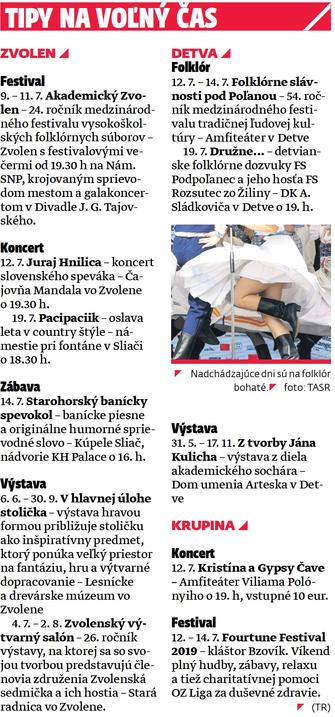 TIPY NA VOĽNÝ ČAS
ZVOLEN
Festival
9. – 11. 7. Akademický Zvo-
len – 24. ročník medzinárod-
ného festivalu vysokoškol-
ských folklórnych súborov –
Zvolen s festivalovými ve-
čermi od 19.30 h na Nám.
SNP, krojovaným sprievo-
dom mestom a galakoncer-
tom v Divadle J. G. Tajov-
ského.
Koncert
12. 7. Juraj Hnilica – koncert
slovenského speváka – Ča-
jovňa Mandala vo Zvolene
o 19.30 h.
19. 7. Pacipaciik – oslava
leta v country štýle – ná-
mestie pri fontáne v Sliači
o 18.30 h.
Zábava
14. 7. Starohorský banícky
spevokol – banícke piesne
a originálne humorné sprie-
vodné slovo – Kúpele Sliač,
nádvorie KH Palace o 16. h.
Výstava
6. 6. – 30. 9. V hlavnej úlohe
stolička – výstava hravou
formou približuje stoličku
ako inšpiratívny predmet,
ktorý ponúka veľký priestor
na fantáziu, hru a výtvarné
dopracovanie – Lesnícke
a drevárske múzeum vo
Zvolene
4. 7. – 2. 8. Zvolenský vý-
tvarný salón – 26. ročník
výstavy, na ktorej sa so svo-
jou tvorbou predstavujú čle-
novia združenia Zvolenská
sedmička a ich hostia – Stará
radnica vo Zvolene.
DETVA
Folklór
12. 7. – 14. 7. Folklórne sláv-
nosti pod Poľanou – 54. roč-
ník medzinárodného festi-
valu tradičnej ľudovej kul-
túry – Amfiteáter v Detve
19. 7. Družne... – detvian-
ske folklórne dozvuky FS
Podpolanec a jeho hosťa FS
Rozsutec zo Žiliny – DK A.
Sládkoviča v Detve o 19. h.
Nadchádzajúce dni sú na folklór
bohaté. foto: TASR
Výstava
31. 5. – 17. 11. Z tvorby Jána
Kulicha – výstava z diela
akademického sochára –
Dom umenia Arteska v Det-
ve
KRUPINA
Koncert
12. 7. Kristína a Gypsy Čave
– Amfiteáter Viliama Poló-
nyiho o 19. h, vstupné 10 eur.
Festival
12. – 14. 7. Fourtune Festival
2019 – kláštor Bzovík. Víkend
plný hudby, zábavy, relaxu
a tiež charitatívnej pomoci
OZ Liga za duševné zdravie.
(TR)